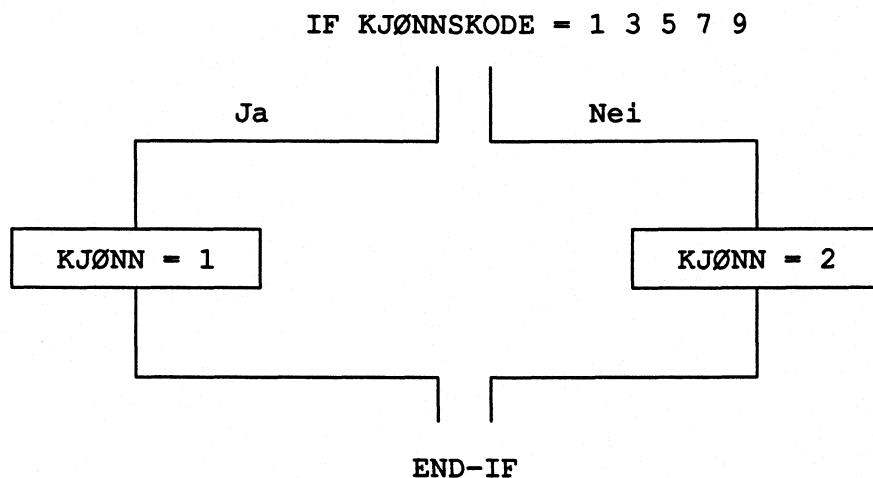 IF KJØNNSKODE = 1 3 5 7 9
Ja
Nei
KJØNN = 1
KJØNN = 2
END-IF